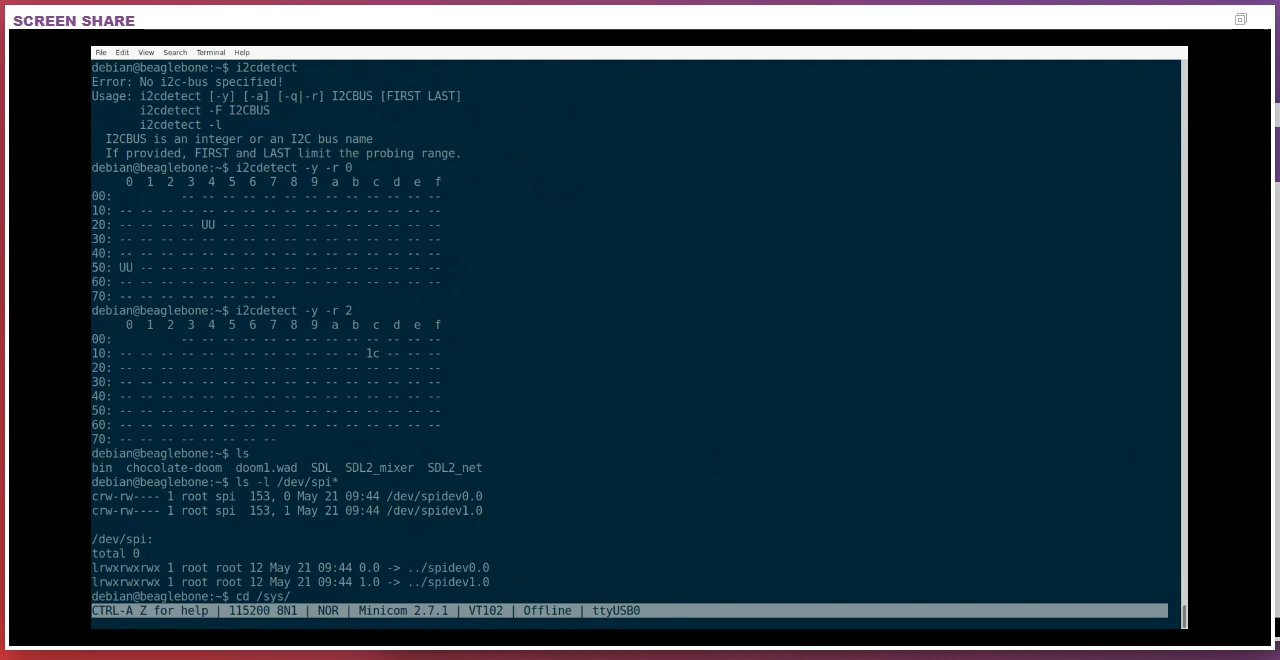 SCREEN SHARE
File Edit View Search Terminal Help
debian@beaglebone:~$ i2cdetect
Error: No i2c-bus specified!
Usage: i2cdetect [-y] [-a] [-q|-r] I2CBUS [FIRST LAST]
       i2cdetect -F I2CBUS
       i2cdetect -l
  I2CBUS is an integer or an I2C bus name
  If provided, FIRST and LAST limit the probing range.
debian@beaglebone:~$ i2cdetect -y -r 0
     0  1  2  3  4  5  6  7  8  9  a  b  c  d  e  f
00:          -- -- -- -- -- -- -- -- -- -- -- -- --
10: -- -- -- -- -- -- -- -- -- -- -- -- -- -- -- --
20: -- -- -- -- UU -- -- -- -- -- -- -- -- -- -- --
30: -- -- -- -- -- -- -- -- -- -- -- -- -- -- -- --
40: -- -- -- -- -- -- -- -- -- -- -- -- -- -- -- --
50: UU -- -- -- -- -- -- -- -- -- -- -- -- -- -- --
60: -- -- -- -- -- -- -- -- -- -- -- -- -- -- -- --
70: -- -- -- -- -- -- -- --
debian@beaglebone:~$ i2cdetect -y -r 2
     0  1  2  3  4  5  6  7  8  9  a  b  c  d  e  f
00:          -- -- -- -- -- -- -- -- -- -- -- -- --
10: -- -- -- -- -- -- -- -- -- -- -- -- 1c -- -- --
20: -- -- -- -- -- -- -- -- -- -- -- -- -- -- -- --
30: -- -- -- -- -- -- -- -- -- -- -- -- -- -- -- --
40: -- -- -- -- -- -- -- -- -- -- -- -- -- -- -- --
50: -- -- -- -- -- -- -- -- -- -- -- -- -- -- -- --
60: -- -- -- -- -- -- -- -- -- -- -- -- -- -- -- --
70: -- -- -- -- -- -- -- --
debian@beaglebone:~$ ls
bin  chocolate-doom  doom1.wad  SDL  SDL2_mixer  SDL2_net
debian@beaglebone:~$ ls -l /dev/spi*
crw-rw---- 1 root spi  153, 0 May 21 09:44 /dev/spidev0.0
crw-rw---- 1 root spi  153, 1 May 21 09:44 /dev/spidev1.0
/dev/spi:
total 0
lrwxrwxrwx 1 root root 12 May 21 09:44 0.0 -> ../spidev0.0
lrwxrwxrwx 1 root root 12 May 21 09:44 1.0 -> ../spidev1.0
debian@beaglebone:~$ cd /sys/
CTRL-A Z for help | 115200 8N1 | NOR | Minicom 2.7.1 | VT102 | Offline | ttyUSB0